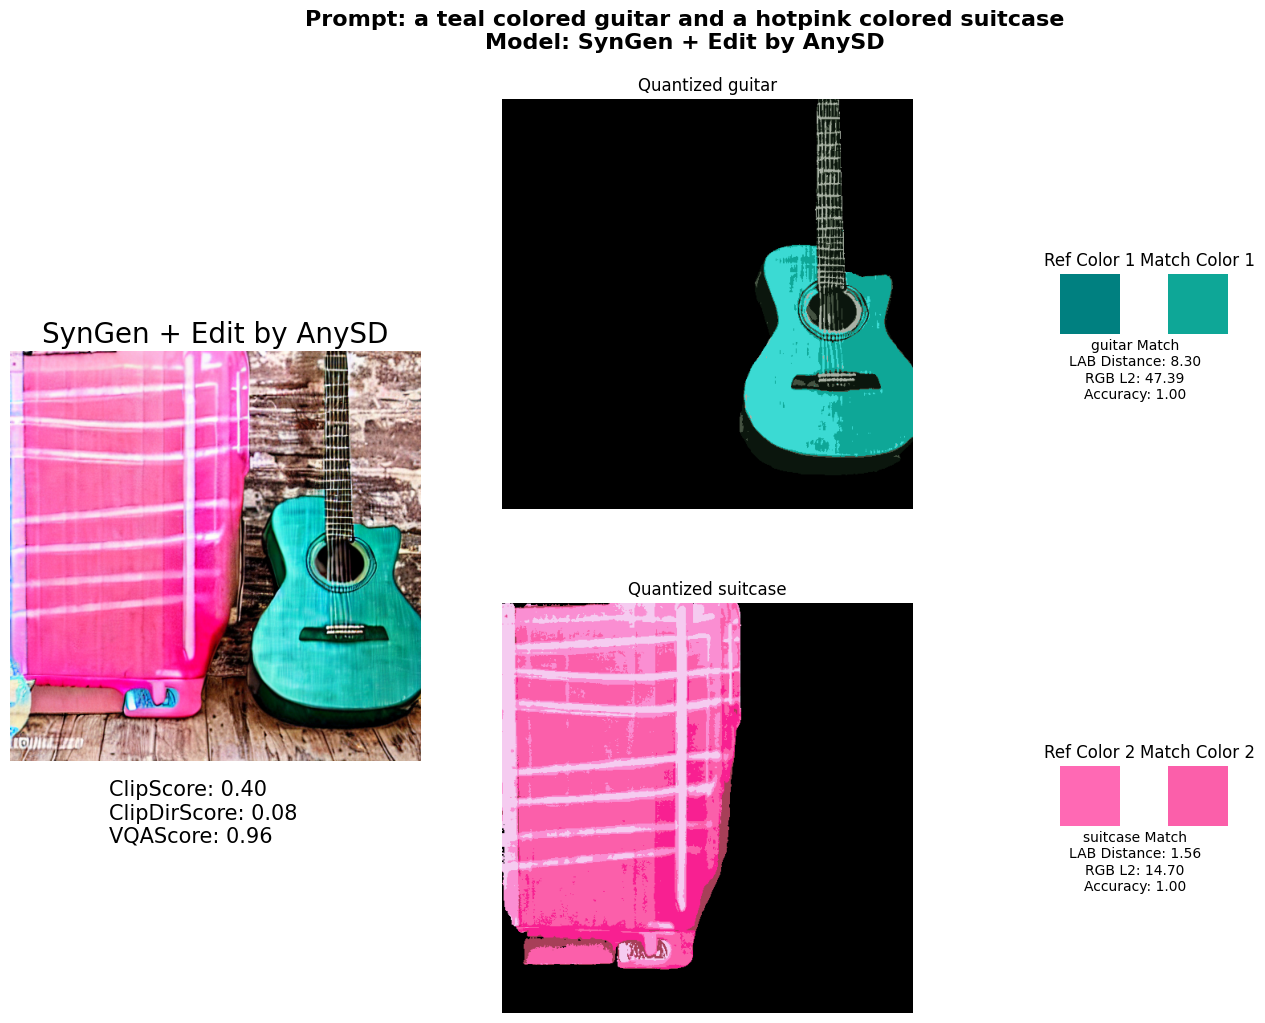 Prompt: a teal colored guitar and a hotpink colored suitcase
Model: SynGen + Edit by AnySD
Quantized guitar
SynGen + Edit by AnySD
ClipScore: 0.40
ClipDirScore: 0.08
VQAScore: 0.96
Ref Color 1 Match Color 1
guitar Match
LAB Distance: 8.30
RGB L2: 47.39
Accuracy: 1.00
Quantized suitcase
Ref Color 2 Match Color 2
suitcase Match
LAB Distance: 1.56
RGB L2: 14.70
Accuracy: 1.00